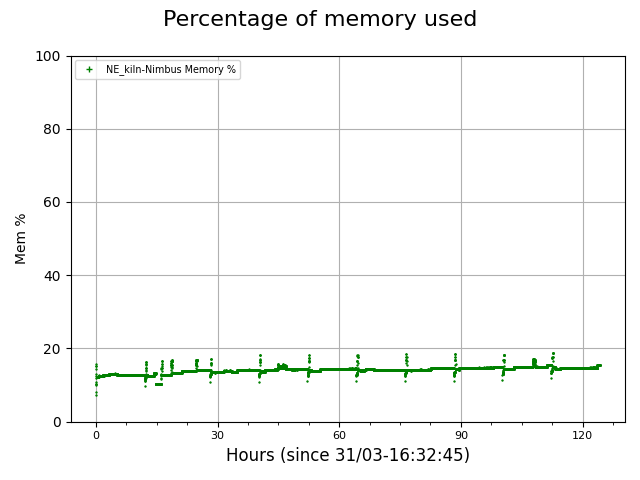 Percentage of memory used
NE_kiln-Nimbus Memory %
100
80
60
40
20
0
Mem %
0 30 60 90 120
Hours (since 31/03-16:32:45)